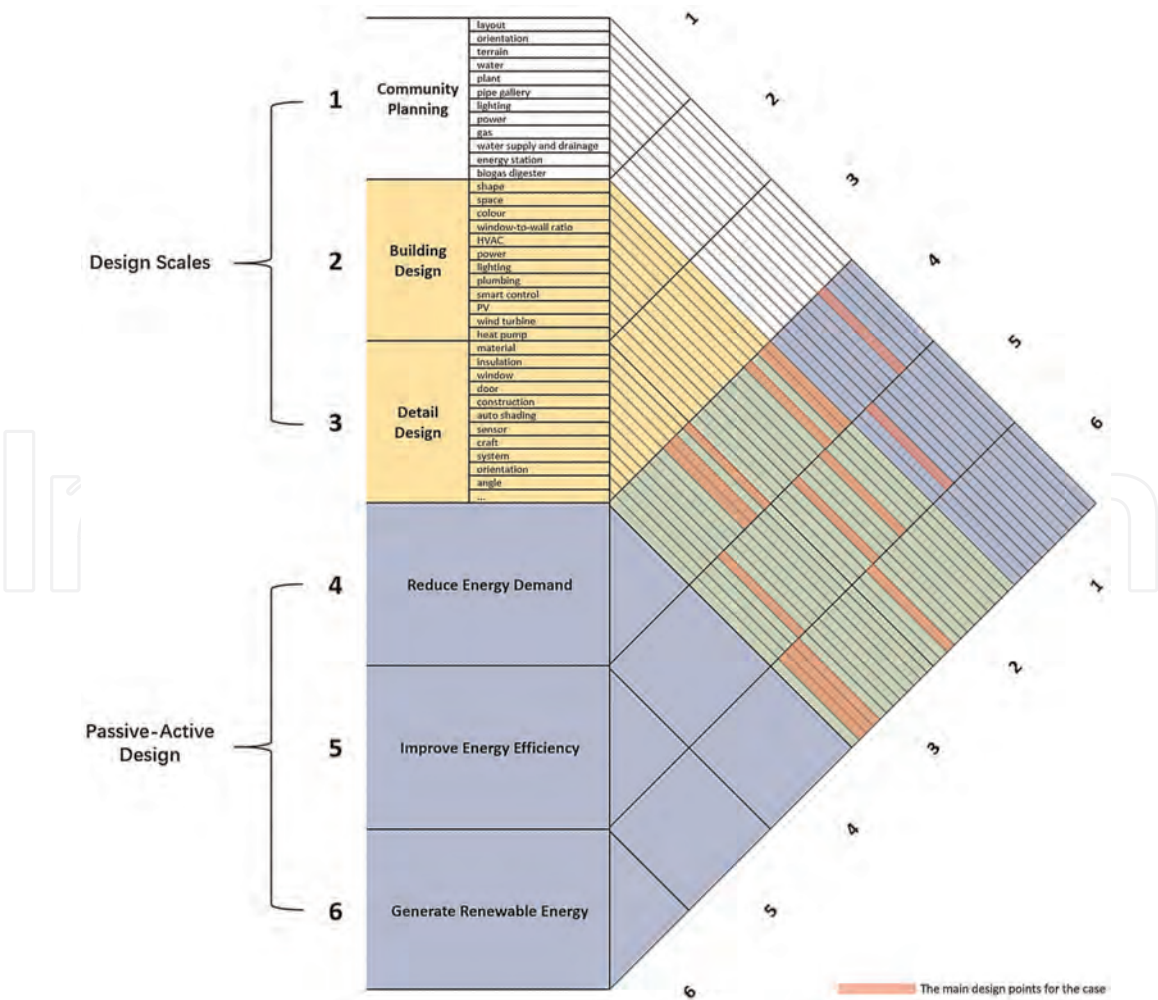 Design Scales
1
Community
Planning
layout
orientation
terrain
water
plant
pipe gallery
lighting
power
gas
water supply and drainage
energy station
biogas digester
2
Building
Design
shape
space
colour
window-to-wall ratio
HVAC
power
lighting
plumbing
smart control
PV
wind turbine
heat pump
3
Detail
Design
material
insulation
window
door
construction
auto shading
sensor
craft
system
orientation
angle
...
Passive-Active
Design
4
Reduce Energy Demand
5
Improve Energy Efficiency
6
Generate Renewable Energy
1
2
3
4
5
6
1
2
3
4
5
6
The main design points for the case